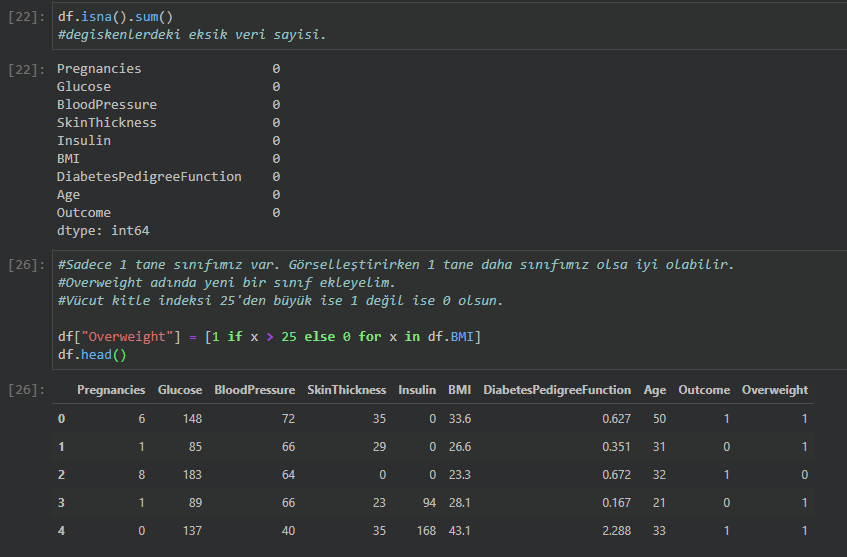 [22]: df.isna().sum()
#degiskenlerdeki eksik veri sayisi.
[22]: Pregnancies 0
Glucose 0
BloodPressure 0
SkinThickness 0
Insulin 0
BMI 0
DiabetesPedigreeFunction 0
Age 0
Outcome 0
dtype: int64
[26]: #Sadece 1 tane sınıfımız var. Görselleştirirken 1 tane daha sınıfımız olsa iyi olabilir.
#Overweight adında yeni bir sınıf ekleyelim.
#Vücut kitle indeksi 25'den büyük ise 1 değil ise 0 olsun.
df["Overweight"] = [1 if x > 25 else 0 for x in df.BMI]
df.head()
[26]: Pregnancies Glucose BloodPressure SkinThickness Insulin BMI DiabetesPedigreeFunction Age Outcome Overweight
0 6 148 72 35 0 33.6 0.627 50 1 1
1 1 85 66 29 0 26.6 0.351 31 0 1
2 8 183 64 0 0 23.3 0.672 32 1 0
3 1 89 66 23 94 28.1 0.167 21 0 1
4 0 137 40 35 168 43.1 2.288 33 1 1